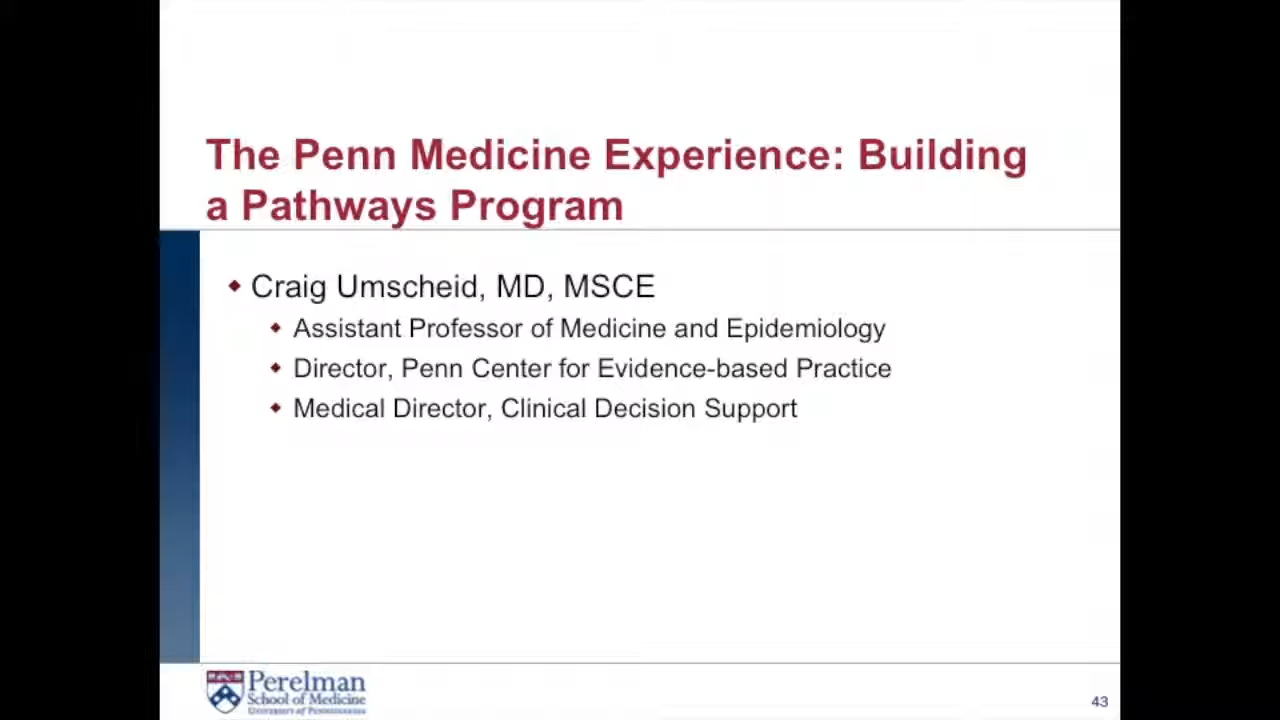 The Penn Medicine Experience: Building
a Pathways Program
Craig Umscheid, MD, MSCE
Assistant Professor of Medicine and Epidemiology
Director, Penn Center for Evidence-based Practice
Medical Director, Clinical Decision Support
Perelman
School of Medicine
University of Pennsylvania
43